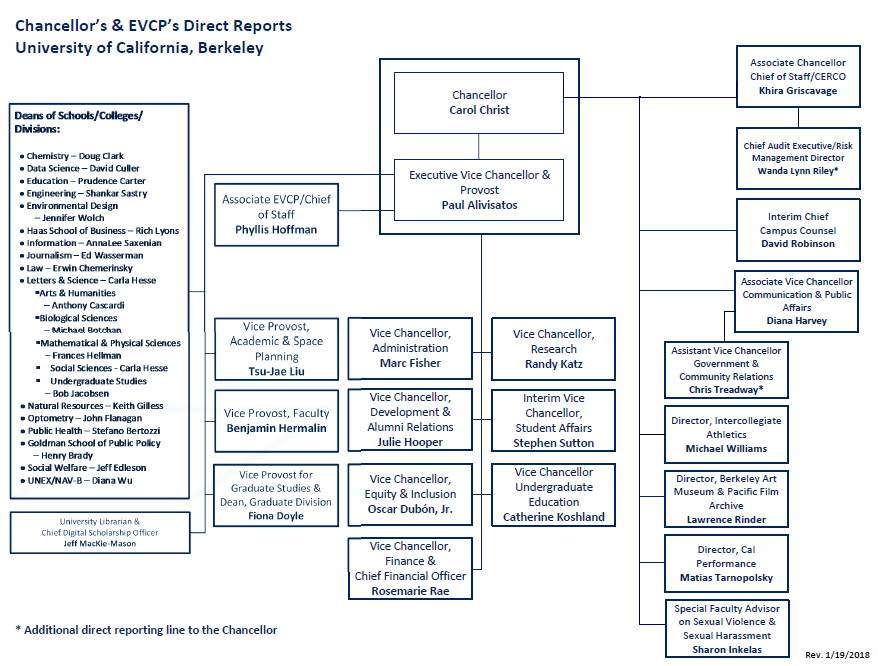 Chancellor's & EVCP's Direct Reports
University of California, Berkeley
Deans of Schools/Colleges/
Divisions:
● Chemistry – Doug Clark
● Data Science – David Culler
● Education – Prudence Carter
● Engineering – Shankar Sastry
● Environmental Design
– Jennifer Wolch
● Haas School of Business – Rich Lyons
● Information – AnnaLee Saxenian
● Journalism – Ed Wasserman
● Law – Erwin Chemerinsky
● Letters & Science – Carla Hesse
▪Arts & Humanities
– Anthony Cascardi
▪Biological Sciences
– Michael Botchan
▪Mathematical & Physical Sciences
– Frances Hellman
▪ Social Sciences - Carla Hesse
▪ Undergraduate Studies
– Bob Jacobsen
● Natural Resources – Keith Gilless
● Optometry – John Flanagan
● Public Health – Stefano Bertozzi
● Goldman School of Public Policy
– Henry Brady
● Social Welfare – Jeff Edleson
● UNEX/NAV-B – Diana Wu
University Librarian &
Chief Digital Scholarship Officer
Jeff MacKie-Mason
Chancellor
Carol Christ
Executive Vice Chancellor &
Provost
Paul Alivisatos
Associate EVCP/Chief
of Staff
Phyllis Hoffman
Vice Provost,
Academic & Space
Planning
Tsu-Jae Liu
Vice Provost, Faculty
Benjamin Hermalin
Vice Provost for
Graduate Studies &
Dean, Graduate Division
Fiona Doyle
Vice Chancellor,
Administration
Marc Fisher
Vice Chancellor,
Development &
Alumni Relations
Julie Hooper
Vice Chancellor,
Equity & Inclusion
Oscar Dubón, Jr.
Vice Chancellor,
Finance &
Chief Financial Officer
Rosemarie Rae
Vice Chancellor,
Research
Randy Katz
Interim Vice
Chancellor,
Student Affairs
Stephen Sutton
Vice Chancellor
Undergraduate
Education
Catherine Koshland
Associate Chancellor
Chief of Staff/CERCO
Khira Griscavage
Chief Audit Executive/Risk
Management Director
Wanda Lynn Riley*
Interim Chief
Campus Counsel
David Robinson
Associate Vice Chancellor
Communication & Public
Affairs
Diana Harvey
Assistant Vice Chancellor
Government &
Community Relations
Chris Treadway*
Director, Intercollegiate
Athletics
Michael Williams
Director, Berkeley Art
Museum & Pacific Film
Archive
Lawrence Rinder
Director, Cal
Performance
Matias Tarnopolsky
Special Faculty Advisor
on Sexual Violence &
Sexual Harassment
Sharon Inkelas
* Additional direct reporting line to the Chancellor
Rev. 1/19/2018